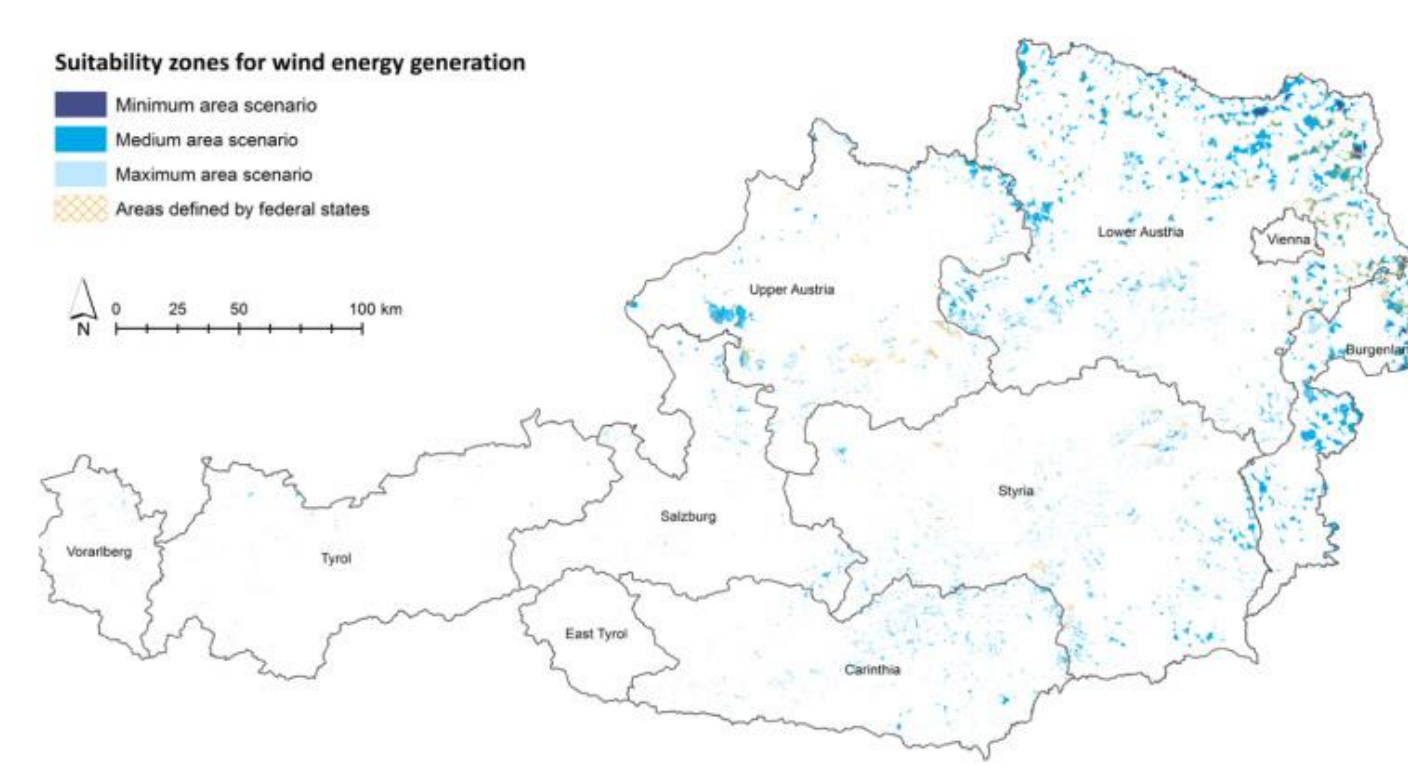 Suitability zones for wind energy generation
Minimum area scenario
Medium area scenario
Maximum area scenario
Areas defined by federal states
N
0 25 50 100 km
Lower Austria
Vienna
Upper Austria
Burgenlan
Styria
Salzburg
Vorarlberg
Tyrol
East Tyrol
Carinthia